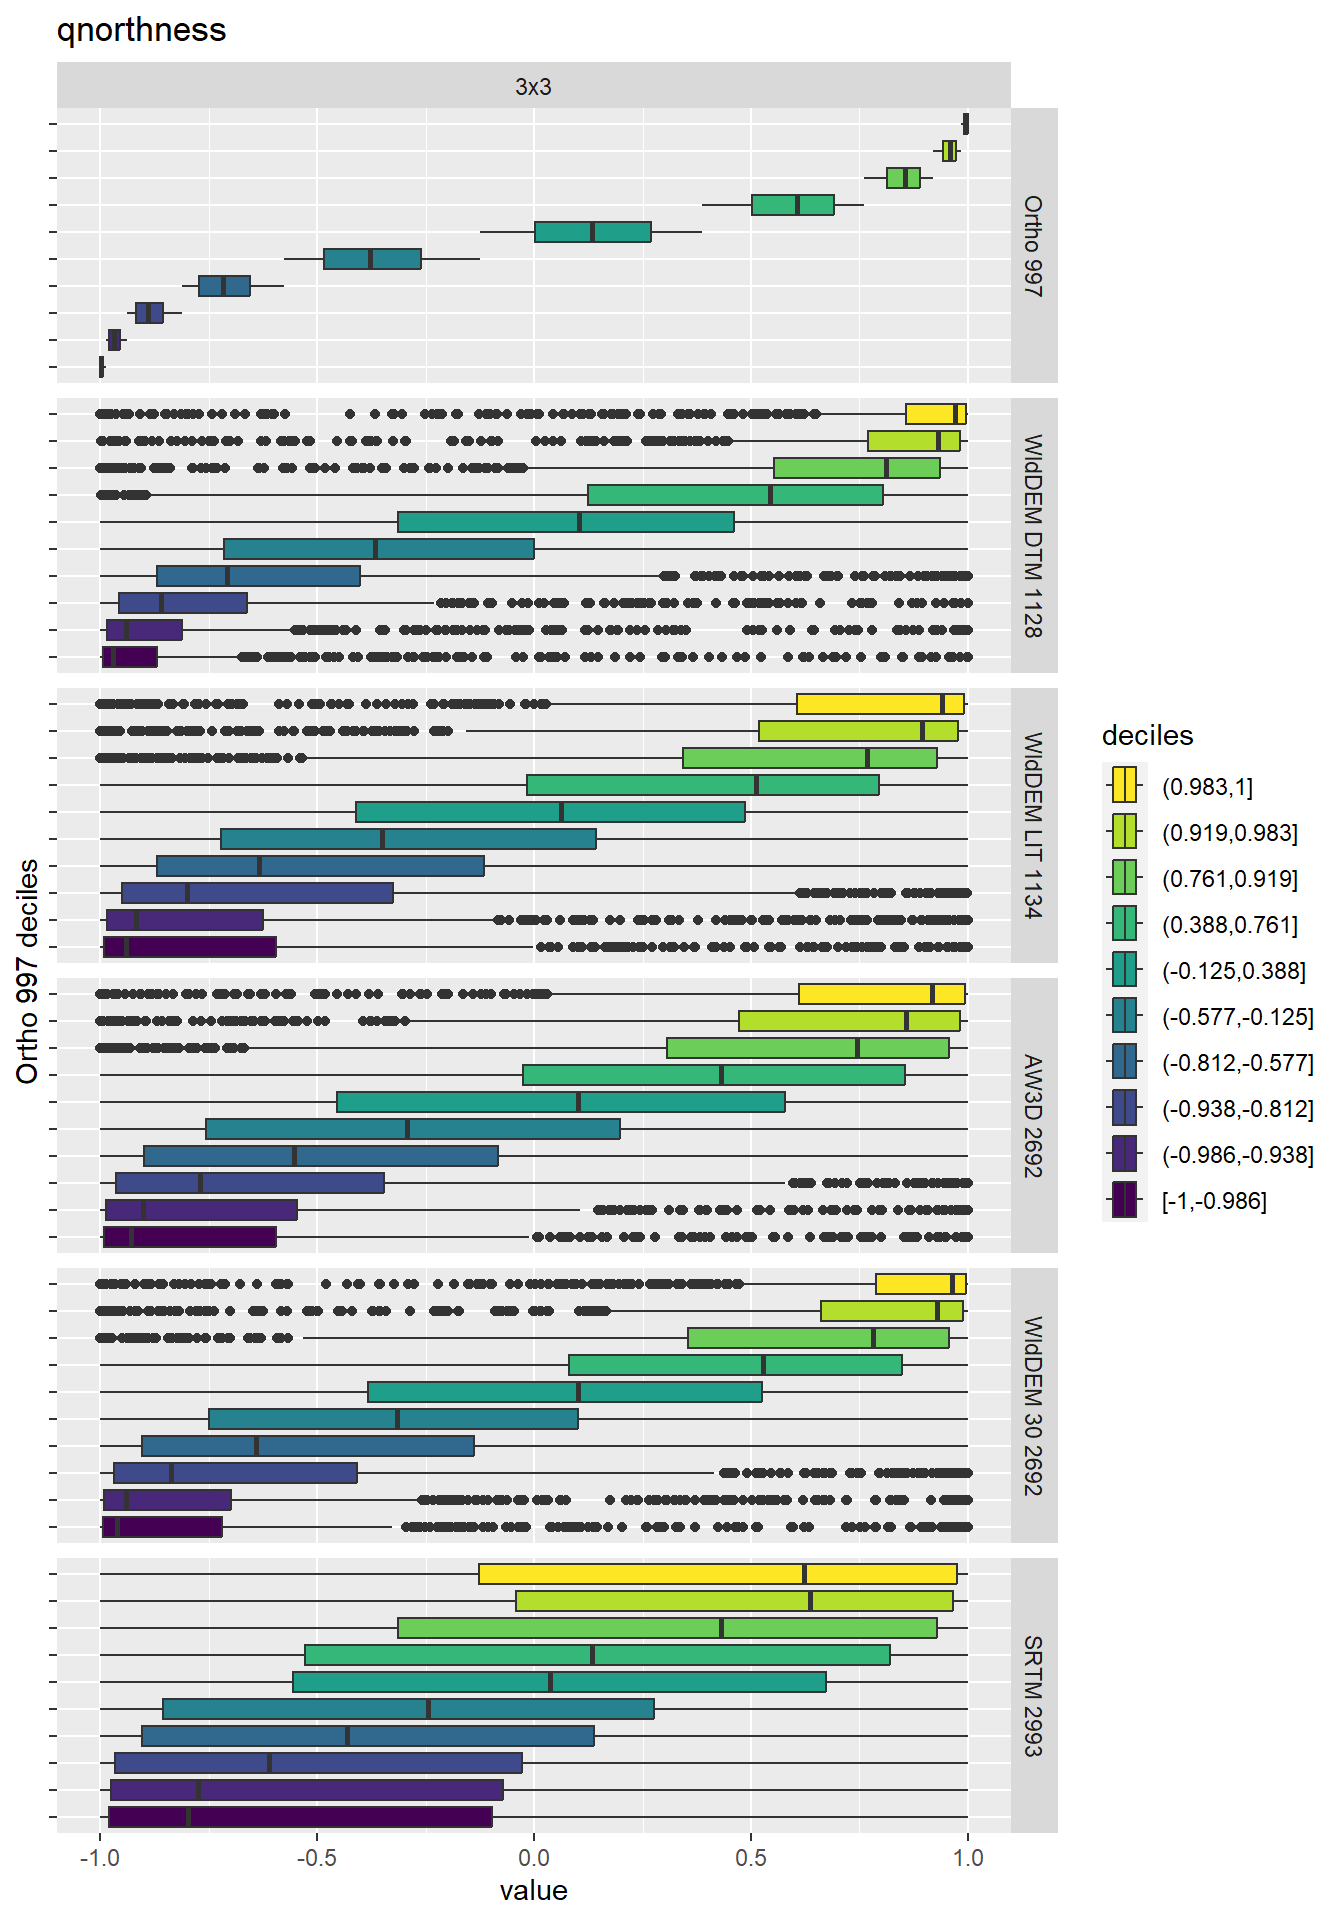 qnorthness
3x3
Ortho 997
WldDEM DTM 1128
WldDEM LIT 1134
AW3D 2692
WldDEM 30 2692
SRTM 2993
Ortho 997 deciles
-1.0
-0.5
0.0
0.5
1.0
value
deciles
(0.983,1]
(0.919,0.983]
(0.761,0.919]
(0.388,0.761]
(-0.125,0.388]
(-0.577,-0.125]
(-0.812,-0.577]
(-0.938,-0.812]
(-0.986,-0.938]
[-1,-0.986]